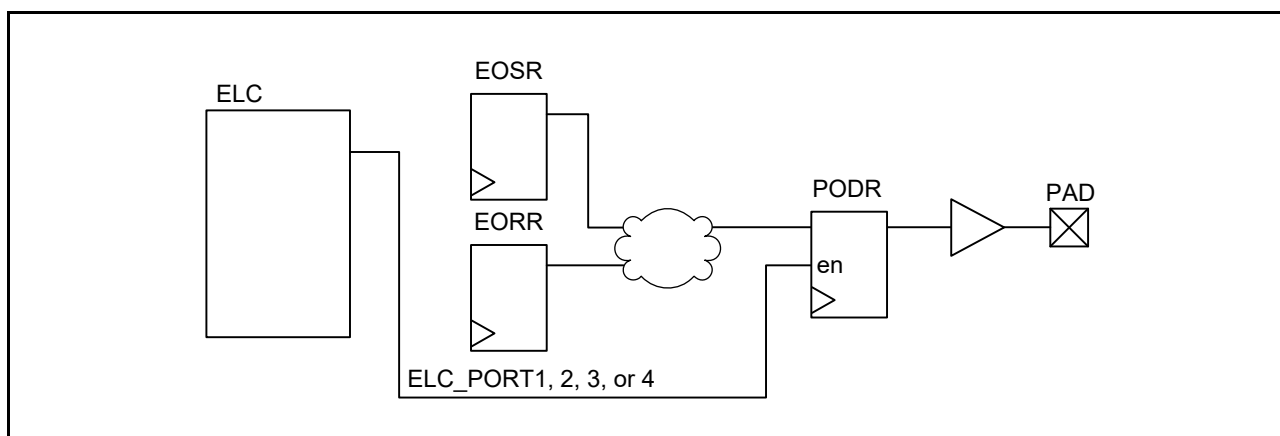 EOSR
ELC
EORR
PODR
PAD
en
ELC_PORT1, 2, 3, or 4